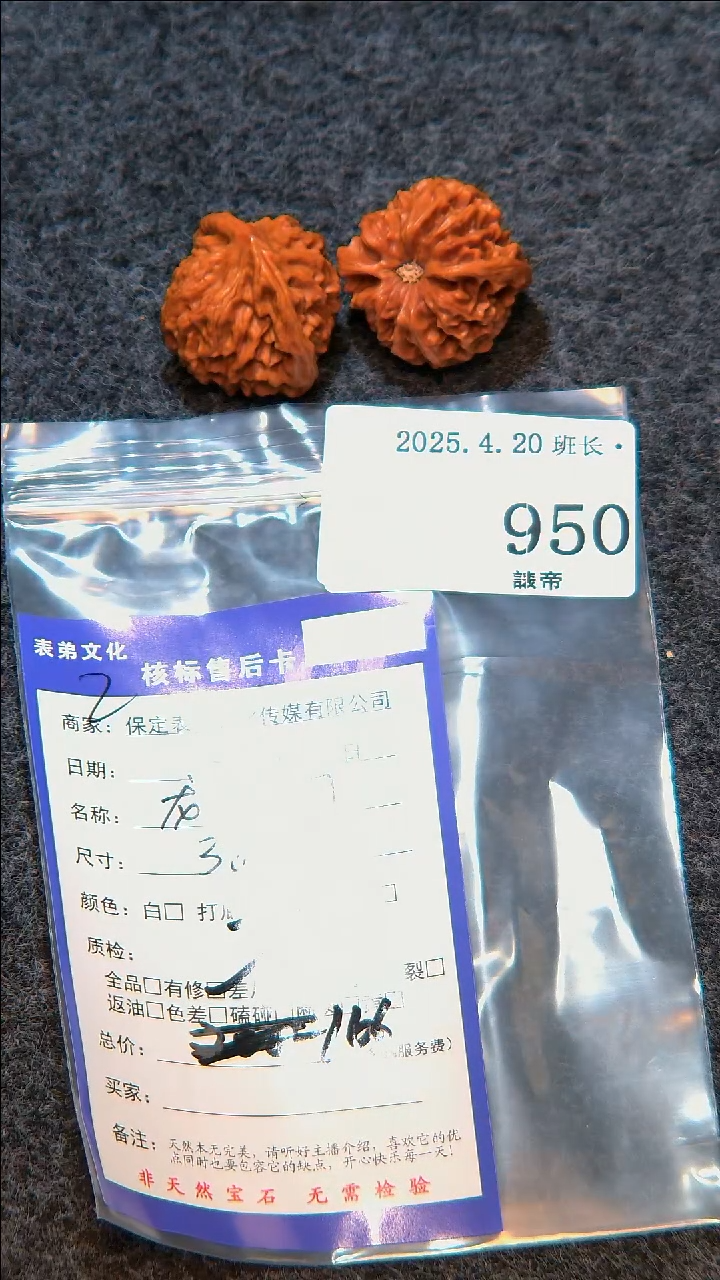 2025.4.20 班长·
950
表弟文化
核标售后卡
2
商家：保定表 传媒有限公司
日期：
名称：龙
尺寸：30
颜色：白□ 打底
质检：
全品□有修□差 裂□
返油□色差□磕碰□
总价： 服务费）
买家：
备注：天然本无完美，请听好主播介绍，喜欢它的优
点同时也要包容它的缺点，开心快乐每一天！
非天然宝石 无需检验